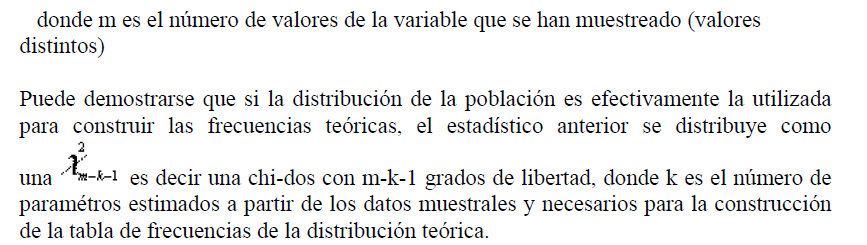 donde m es el número de valores de la variable que se han muestreado (valores
distintos)
Puede demostrarse que si la distribución de la población es efectivamente la utilizada
para construir las frecuencias teóricas, el estadístico anterior se distribuye como
una χ²ₘ₋ₖ₋₁ es decir una chi-dos con m-k-1 grados de libertad, donde k es el número de
paramétros estimados a partir de los datos muestrales y necesarios para la construcción
de la tabla de frecuencias de la distribución teórica.